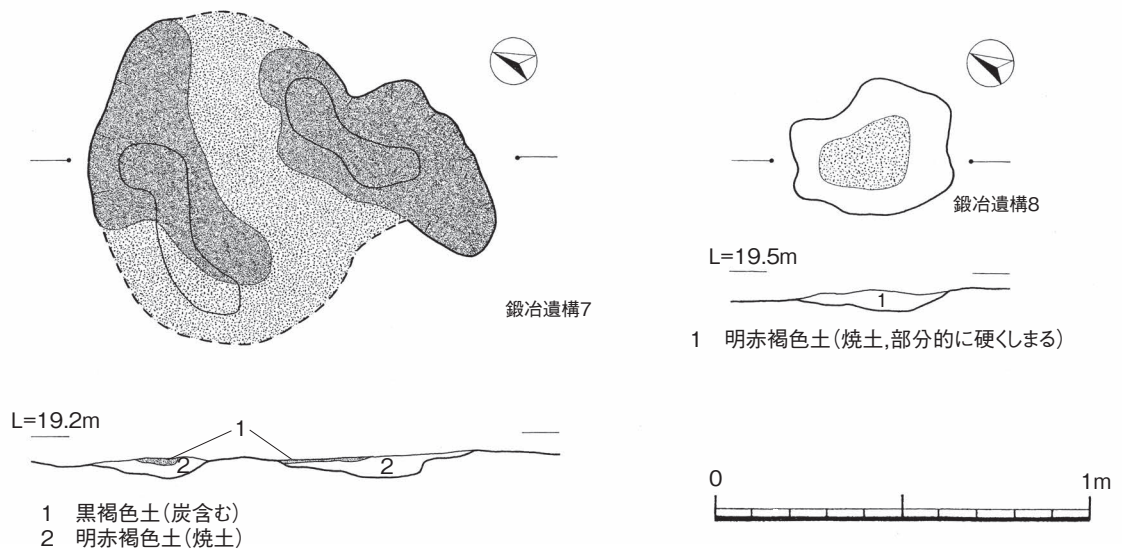 鍛冶遺構7
L=19.2m
1
2
2
1 黒褐色土(炭含む)
2 明赤褐色土(焼土)
鍛冶遺構8
L=19.5m
1
1 明赤褐色土(焼土,部分的に硬くしまる)
0 1m